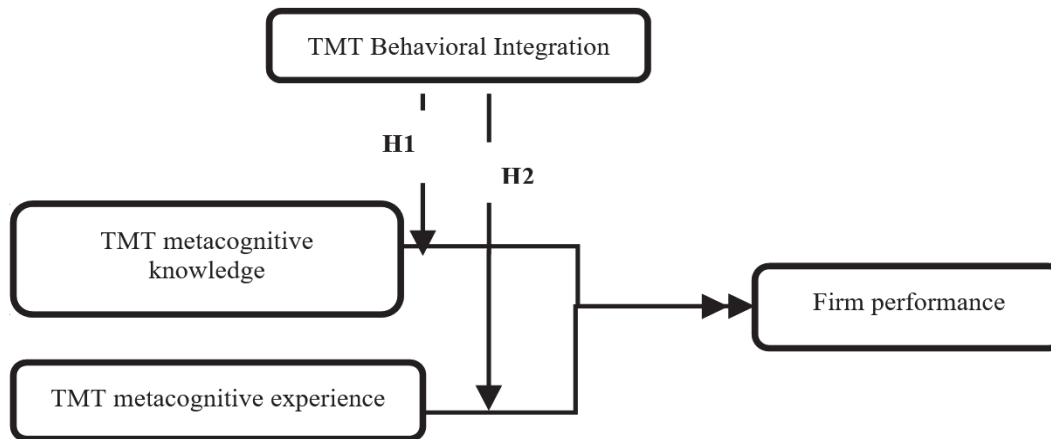 TMT Behavioral Integration
H1
H2
TMT metacognitive
knowledge
Firm performance
TMT metacognitive experience